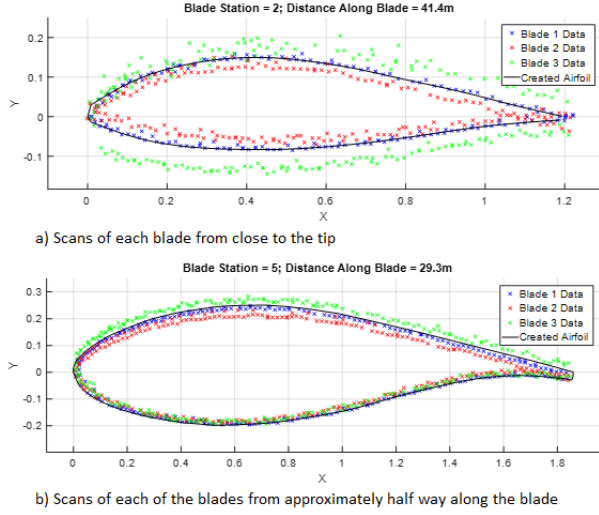 Blade Station = 2; Distance Along Blade = 41.4m
0.2
0.1
0
-0.1
Y
0
0.2
0.4
0.6
0.8
1
1.2
X
Blade 1 Data
Blade 2 Data
Blade 3 Data
Created Airfoil
a) Scans of each blade from close to the tip
Blade Station = 5; Distance Along Blade = 29.3m
0.3
0.2
0.1
0
-0.1
-0.2
Y
0
0.2
0.4
0.6
0.8
1
1.2
1.4
1.6
1.8
X
Blade 1 Data
Blade 2 Data
Blade 3 Data
Created Airfoil
b) Scans of each of the blades from approximately half way along the blade